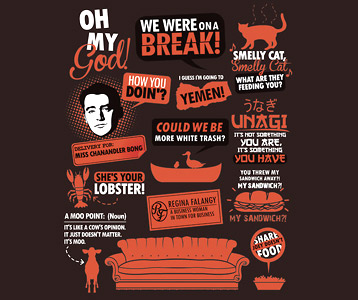 OH
MY
God!
WE WERE ON A
BREAK!
SMELLY CAT,
Smelly Cat,
WHAT ARE THEY
FEEDING YOU?
HOW YOU
DOIN'?
I GUESS I'M GOING TO
YEMEN!
うなぎ
UNAGI
IT'S NOT SOMETHING
YOU ARE,
IT'S SOMETHING
YOU HAVE
DELIVERY FOR:
MISS CHANANDLER BONG
COULD WE BE
MORE WHITE TRASH?
SHE'S YOUR
LOBSTER!
YOU THREW MY
SANDWICH AWAY?!
MY SANDWICH?!
MY SANDWICH?!
RF
REGINA FALANGY
A BUSINESS WOMAN
IN TOWN FOR BUSINESS
A MOO POINT: (Noun)
IT'S LIKE A COW'S OPINION.
IT JUST DOESN'T MATTER.
IT'S MOO.
SHARE
FOOD!